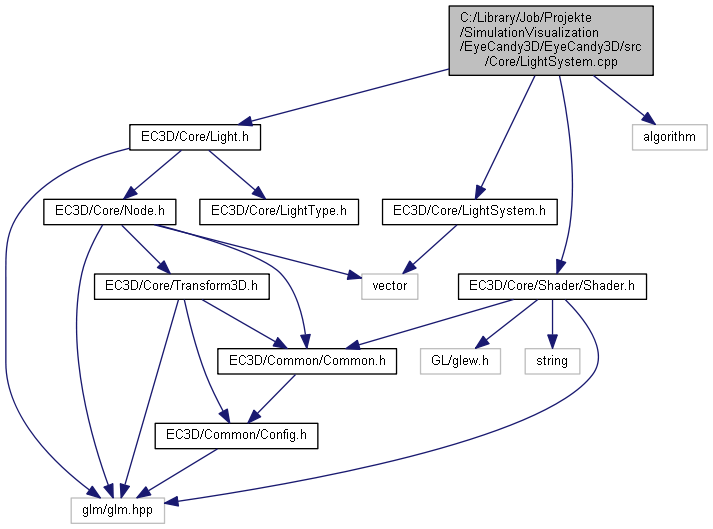 C:/Library/Job/Projekte
/SimulationVisualization
/EyeCandy3D/EyeCandy3D/src
/Core/LightSystem.cpp
EC3D/Core/Light.h
algorithm
EC3D/Core/Node.h
EC3D/Core/LightType.h
EC3D/Core/LightSystem.h
EC3D/Core/Transform3D.h
vector
EC3D/Core/Shader/Shader.h
EC3D/Common/Common.h
GL/glew.h
string
EC3D/Common/Config.h
glm/glm.hpp